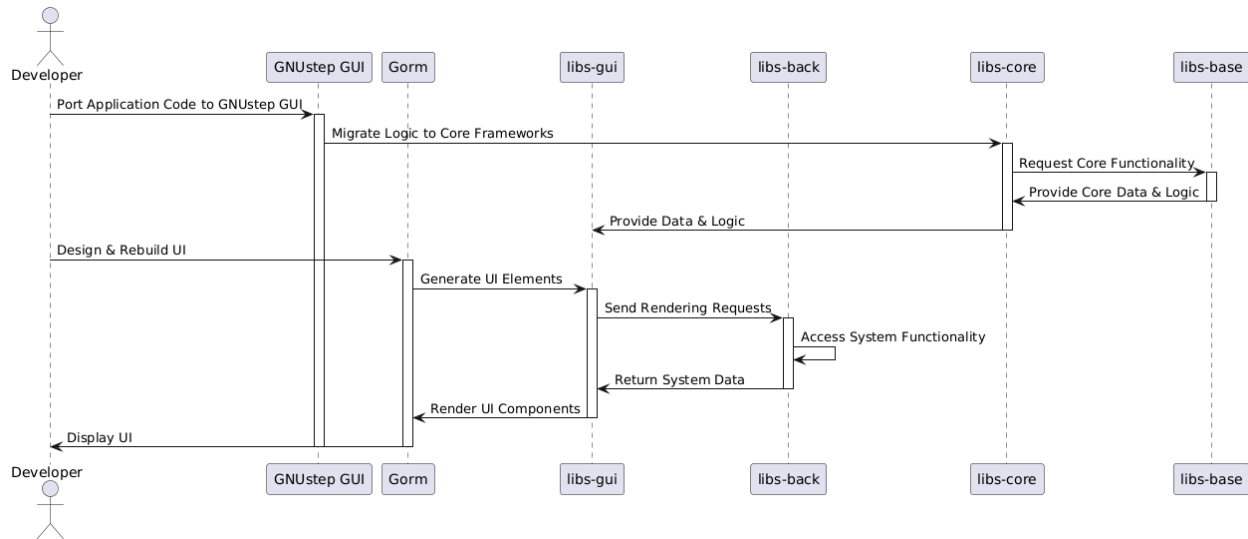 Developer
GNUstep GUI
Gorm
libs-gui
libs-back
libs-core
libs-base
Port Application Code to GNUstep GUI
Migrate Logic to Core Frameworks
Request Core Functionality
Provide Core Data & Logic
Provide Data & Logic
Design & Rebuild UI
Generate UI Elements
Send Rendering Requests
Access System Functionality
Return System Data
Render UI Components
Display UI
Developer
GNUstep GUI
Gorm
libs-gui
libs-back
libs-core
libs-base